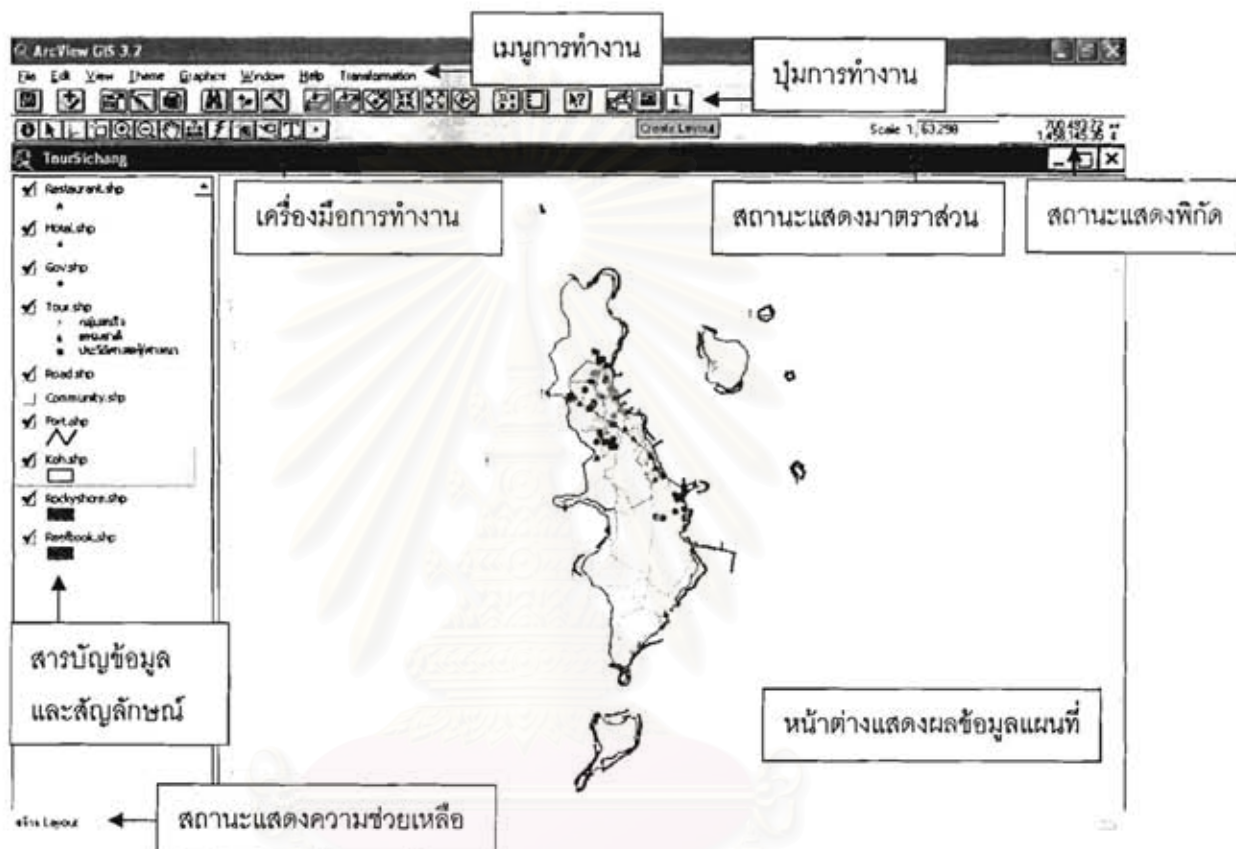 ArcView GIS 3.2
เมนูการทำงาน
ปุ่มการทำงาน
File Edit View Theme Graphics Window Help Transformation
Create Layout
Scale 1: 63,298
TourSichang
เครื่องมือการทำงาน
สถานะแสดงมาตราส่วน
สถานะแสดงพิกัด
Restaurant.shp
Hotal.shp
Gov.shp
Tour.shp
Road.shp
Community.shp
Port.shp
Koh.shp
Rockyshore.shp
สารบัญข้อมูล
และสัญลักษณ์
หน้าต่างแสดงผลข้อมูลแผนที่
สร้าง Layout
สถานะแสดงความช่วยเหลือ